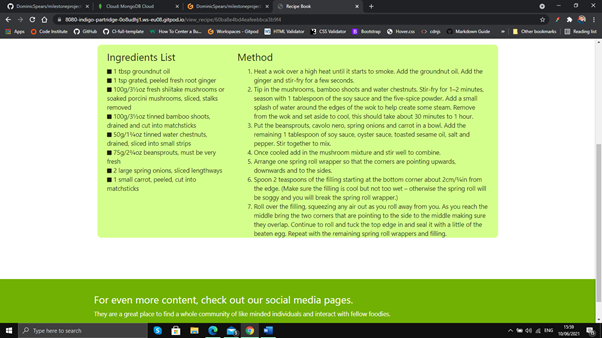 DominicSpears/milestoneprojec
Cloud: MongoDB Cloud
DominicSpears/milestoneprojec
Recipe Book
8080-indigo-partridge-0o8udhj1.ws-eu08.gitpod.io/view_recipe/60ba8e4bd4eafeebbca3b9f4
Apps
Code Institute
GitHub
CI-full-template
HOW TO: YouTube
How To Center a Bu...
Workspaces - Gitpod
HTML Validator
CSS Validator
Bootstrap
Hover.css
cdnjs
Markdown Guide
Other bookmarks
Reading list
Ingredients List
1 tbsp groundnut oil
1 tsp grated, peeled fresh root ginger
100g/3½oz fresh shiitake mushrooms or
soaked porcini mushrooms, sliced, stalks
removed
100g/3½oz tinned bamboo shoots,
drained and cut into matchsticks
50g/1¾oz tinned water chestnuts,
drained, sliced into small strips
75g/2¾oz beansprouts, must be very
fresh
2 large spring onions, sliced lengthways
1 small carrot, peeled, cut into
matchsticks
Method
1. Heat a wok over a high heat until it starts to smoke. Add the groundnut oil. Add the
ginger and stir-fry for a few seconds.
2. Tip in the mushrooms, bamboo shoots and water chestnuts. Stir-fry for 1–2 minutes,
season with 1 tablespoon of the soy sauce and the five-spice powder. Add a small
splash of water around the edges of the wok to help create some steam. Remove
from the wok and set aside to cool, this should take about 30 minutes to 1 hour.
3. Put the beansprouts, cavolo nero, spring onions and carrot in a bowl. Add the
remaining 1 tablespoon of soy sauce, oyster sauce, toasted sesame oil, salt and
pepper. Stir together to mix.
4. Once cooled add in the mushroom mixture and stir well to combine.
5. Arrange one spring roll wrapper so that the corners are pointing upwards,
downwards and to the sides.
6. Spoon 2 teaspoons of the filling starting at the bottom corner about 2cm/¾in from
the edge. (Make sure the filling is cool but not too wet – otherwise the spring roll will
be soggy and you will break the spring roll wrapper.)
7. Roll over the filling, squeezing any air out as you roll away from you. As you reach the
middle bring the two corners that are pointing to the side to the middle making sure
they overlap. Continue to roll and tuck the top edge in and seal it with a little of the
beaten egg. Repeat with the remaining spring roll wrappers and filling.
For even more content, check out our social media pages.
They are a great place to find a whole community of like minded individuals and interact with fellow foodies.
Type here to search
ENG
15:59
10/06/2021